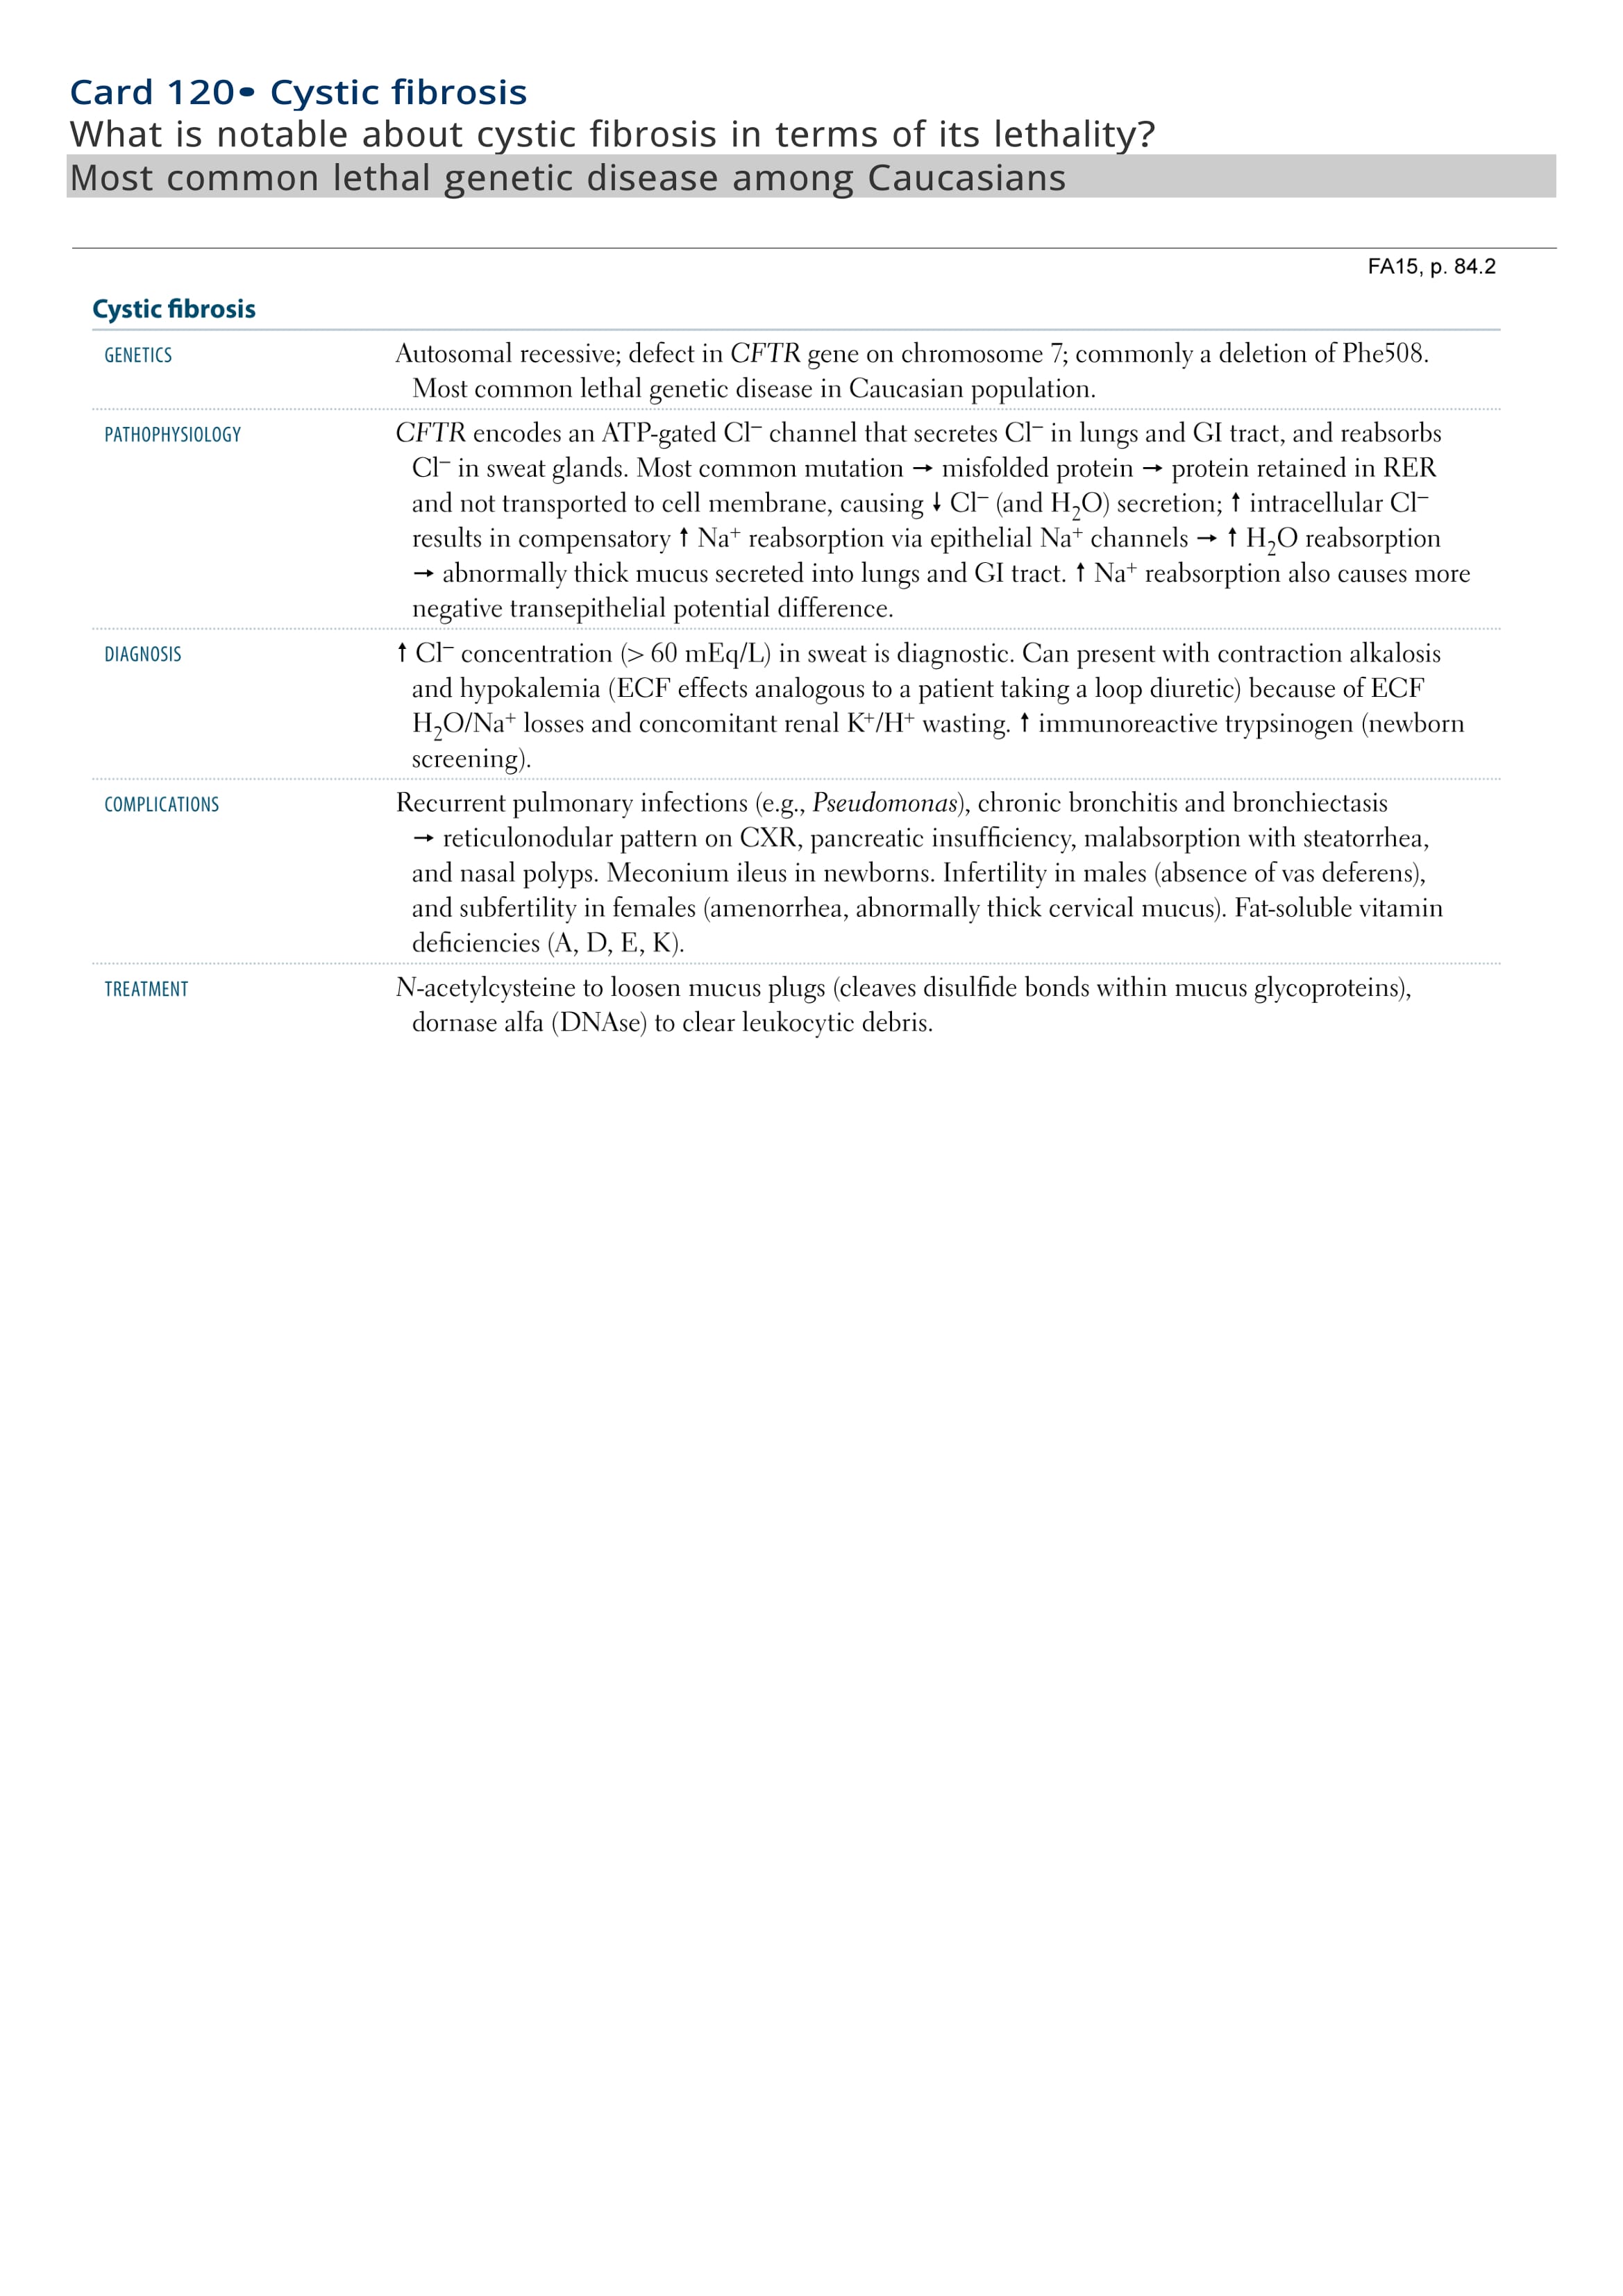 Card 120• Cystic fibrosis
What is notable about cystic fibrosis in terms of its lethality?
Most common lethal genetic disease among Caucasians
FA15, p. 84.2
Cystic fibrosis
GENETICS
Autosomal recessive; defect in CFTR gene on chromosome 7; commonly a deletion of Phe508.
Most common lethal genetic disease in Caucasian population.
PATHOPHYSIOLOGY
CFTR encodes an ATP-gated Cl⁻ channel that secretes Cl⁻ in lungs and GI tract, and reabsorbs
Cl⁻ in sweat glands. Most common mutation → misfolded protein → protein retained in RER
and not transported to cell membrane, causing ↓ Cl⁻ (and H₂O) secretion; ↑ intracellular Cl⁻
results in compensatory ↑ Na⁺ reabsorption via epithelial Na⁺ channels → ↑ H₂O reabsorption
→ abnormally thick mucus secreted into lungs and GI tract. ↑ Na⁺ reabsorption also causes more
negative transepithelial potential difference.
DIAGNOSIS
↑ Cl⁻ concentration (> 60 mEq/L) in sweat is diagnostic. Can present with contraction alkalosis
and hypokalemia (ECF effects analogous to a patient taking a loop diuretic) because of ECF
H₂O/Na⁺ losses and concomitant renal K⁺/H⁺ wasting. ↑ immunoreactive trypsinogen (newborn
screening).
COMPLICATIONS
Recurrent pulmonary infections (e.g., Pseudomonas), chronic bronchitis and bronchiectasis
→ reticulonodular pattern on CXR, pancreatic insufficiency, malabsorption with steatorrhea,
and nasal polyps. Meconium ileus in newborns. Infertility in males (absence of vas deferens),
and subfertility in females (amenorrhea, abnormally thick cervical mucus). Fat-soluble vitamin
deficiencies (A, D, E, K).
TREATMENT
N-acetylcysteine to loosen mucus plugs (cleaves disulfide bonds within mucus glycoproteins),
dornase alfa (DNAse) to clear leukocytic debris.